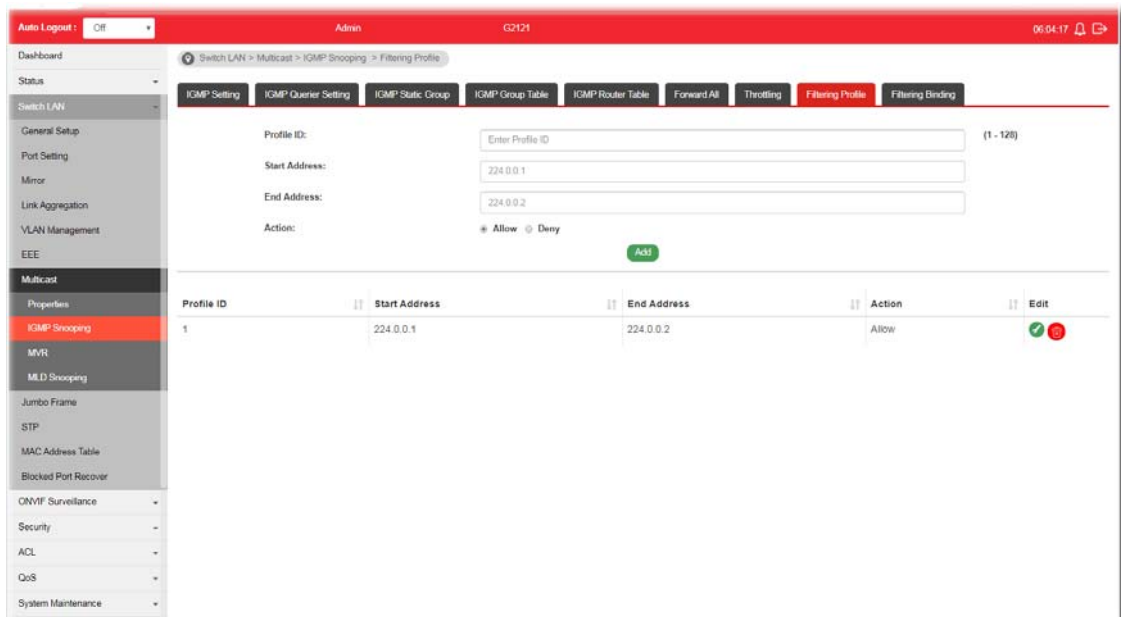 Auto Logout : Off Admin G2121 06:04:17
Dashboard
Status
Switch LAN
General Setup
Port Setting
Mirror
Link Aggregation
VLAN Management
EEE
Multicast
Properties
IGMP Snooping
MVR
MLD Snooping
Jumbo Frame
STP
MAC Address Table
Blocked Port Recover
ONVIF Surveillance
Security
ACL
QoS
System Maintenance
Switch LAN > Multicast > IGMP Snooping > Filtering Profile
IGMP Setting IGMP Querier Setting IGMP Static Group IGMP Group Table IGMP Router Table Forward All Throttling Filtering Profile Filtering Binding
Profile ID: Enter Profile ID (1 - 128)
Start Address: 224.0.0.1
End Address: 224.0.0.2
Action: Allow Deny
Add
Profile ID Start Address End Address Action Edit
1 224.0.0.1 224.0.0.2 Allow